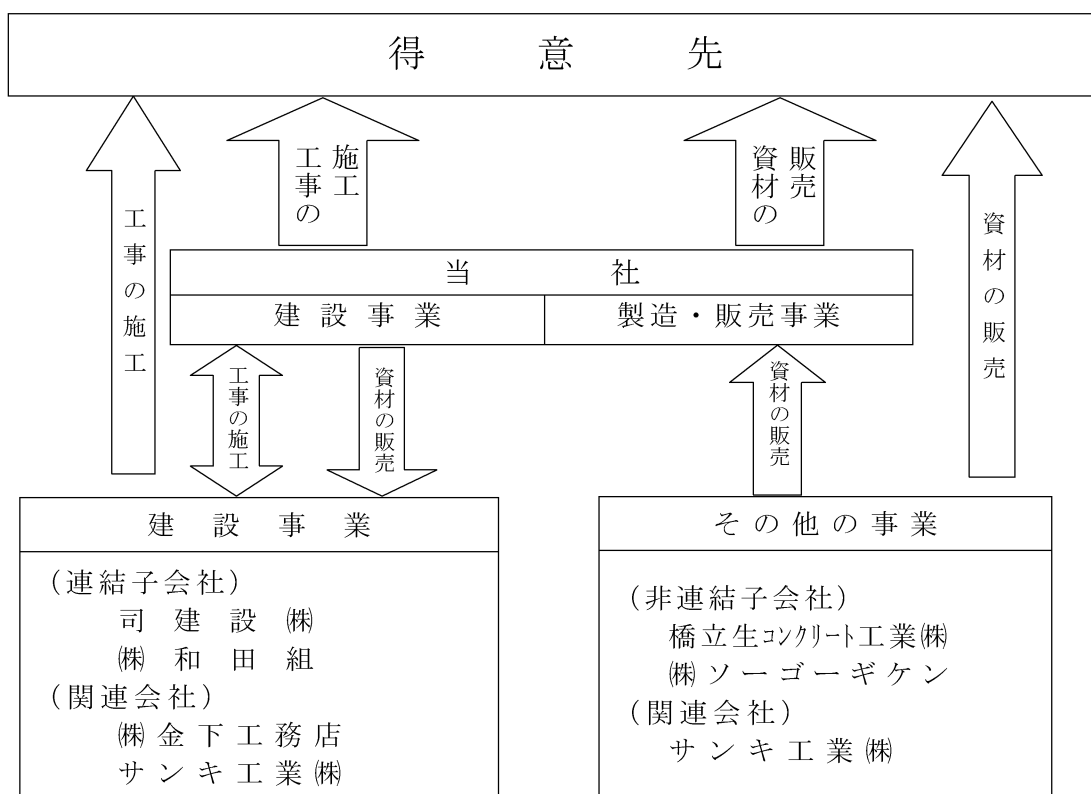 得意先
工事の施工
工事の
施工
資材の
販売
資材の販売
当社
建設事業
製造・販売事業
工事の施工
資材の販売
資材の販売
建設事業
(連結子会社)
司建設㈱
㈱和田組
(関連会社)
㈱金下工務店
サンキ工業㈱
その他の事業
(非連結子会社)
橋立生コンクリート工業㈱
㈱ソーゴーギケン
(関連会社)
サンキ工業㈱